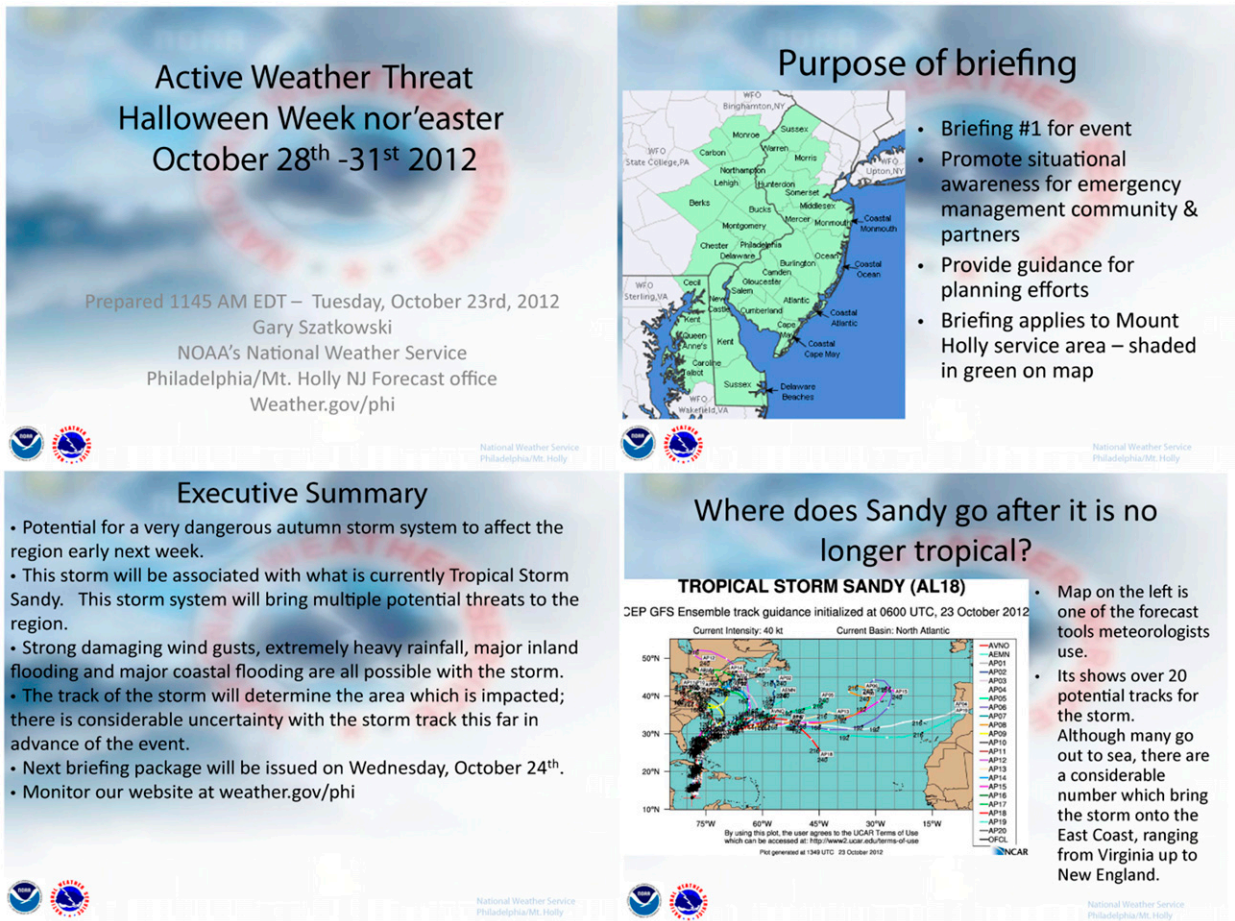 Active Weather Threat
Halloween Week nor'easter
October 28th -31st 2012
Prepared 1145 AM EDT – Tuesday, October 23rd, 2012
Gary Szatkowski
NOAA's National Weather Service
Philadelphia/Mt. Holly NJ Forecast office
Weather.gov/phi
National Weather Service
Philadelphia/Mt. Holly
Purpose of briefing
WFO
Binghamton,NY
WFO
State College,PA
WFO
Upton,NY
WFO
Sterling,VA
WFO
Wakefield,VA
Monroe
Sussex
Carbon
Warren
Morris
Northampton
Lehigh
Hunterdon
Somerset
Berks
Bucks
Middlesex
Mercer
Monmouth
Coastal
Monmouth
Montgomery
Chester
Philadelphia
Delaware
Burlington
Ocean
Coastal
Ocean
Camden
Gloucester
Cecil
New
Castle
Salem
Atlantic
Coastal
Atlantic
Cumberland
Kent
Cape
May
Coastal
Cape May
Queen
Anne's
Kent
Caroline
Talbot
Sussex
Delaware
Beaches
• Briefing #1 for event
• Promote situational
awareness for emergency
management community &
partners
• Provide guidance for
planning efforts
• Briefing applies to Mount
Holly service area – shaded
in green on map
National Weather Service
Philadelphia/Mt. Holly
Executive Summary
• Potential for a very dangerous autumn storm system to affect the
region early next week.
• This storm will be associated with what is currently Tropical Storm
Sandy. This storm system will bring multiple potential threats to the
region.
• Strong damaging wind gusts, extremely heavy rainfall, major inland
flooding and major coastal flooding are all possible with the storm.
• The track of the storm will determine the area which is impacted;
there is considerable uncertainty with the storm track this far in
advance of the event.
• Next briefing package will be issued on Wednesday, October 24th.
• Monitor our website at weather.gov/phi
National Weather Service
Philadelphia/Mt. Holly
Where does Sandy go after it is no
longer tropical?
TROPICAL STORM SANDY (AL18)
CEP GFS Ensemble track guidance initialized at 0600 UTC, 23 October 2012
Current Intensity: 40 kt Current Basin: North Atlantic
50°N
40°N
30°N
20°N
10°N
75°W 60°W 45°W 30°W 15°W
AVNO
AEMN
AP01
AP02
AP03
AP04
AP05
AP06
AP07
AP08
AP09
AP10
AP11
AP12
AP13
AP14
AP15
AP16
AP17
AP18
AP19
AP20
OFCL
By using this plot, the user agrees to the UCAR Terms of Use
which can be accessed at: http://www2.ucar.edu/terms-of-use
Plot generated at 1349 UTC 23 October 2012
NCAR
• Map on the left is
one of the forecast
tools meteorologists
use.
• Its shows over 20
potential tracks for
the storm.
Although many go
out to sea, there are
a considerable
number which bring
the storm onto the
East Coast, ranging
from Virginia up to
New England.
National Weather Service
Philadelphia/Mt. Holly